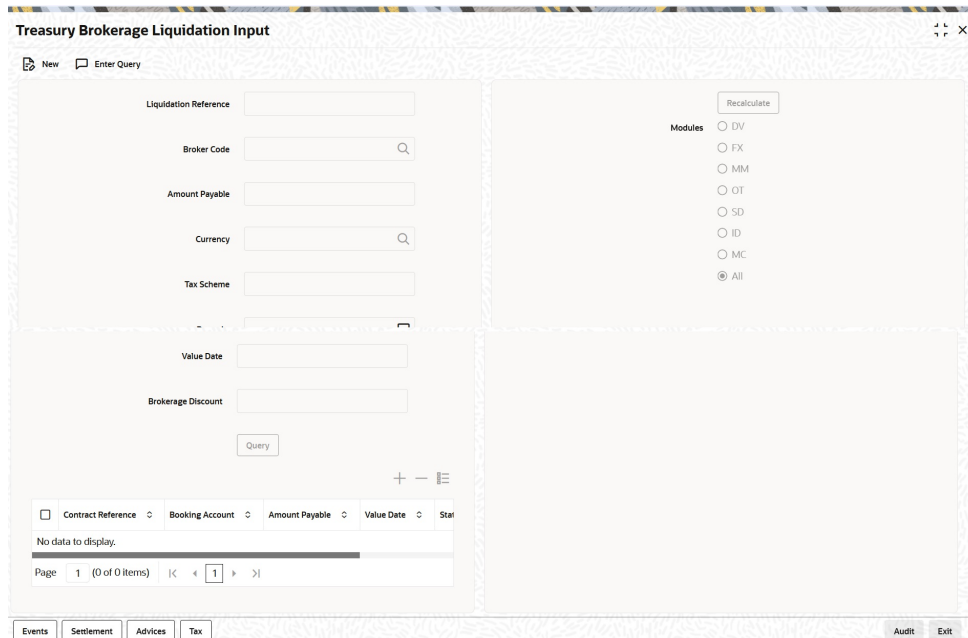 Treasury Brokerage Liquidation Input
New Enter Query
Liquidation Reference
Broker Code
Amount Payable
Currency
Tax Scheme
Recalculate
Modules DV
FX
MM
OT
SD
ID
MC
All
Value Date
Brokerage Discount
Query
Contract Reference Booking Account Amount Payable Value Date
No data to display.
Page 1 (0 of 0 items) 1
Events Settlement Advices Tax Audit Exit